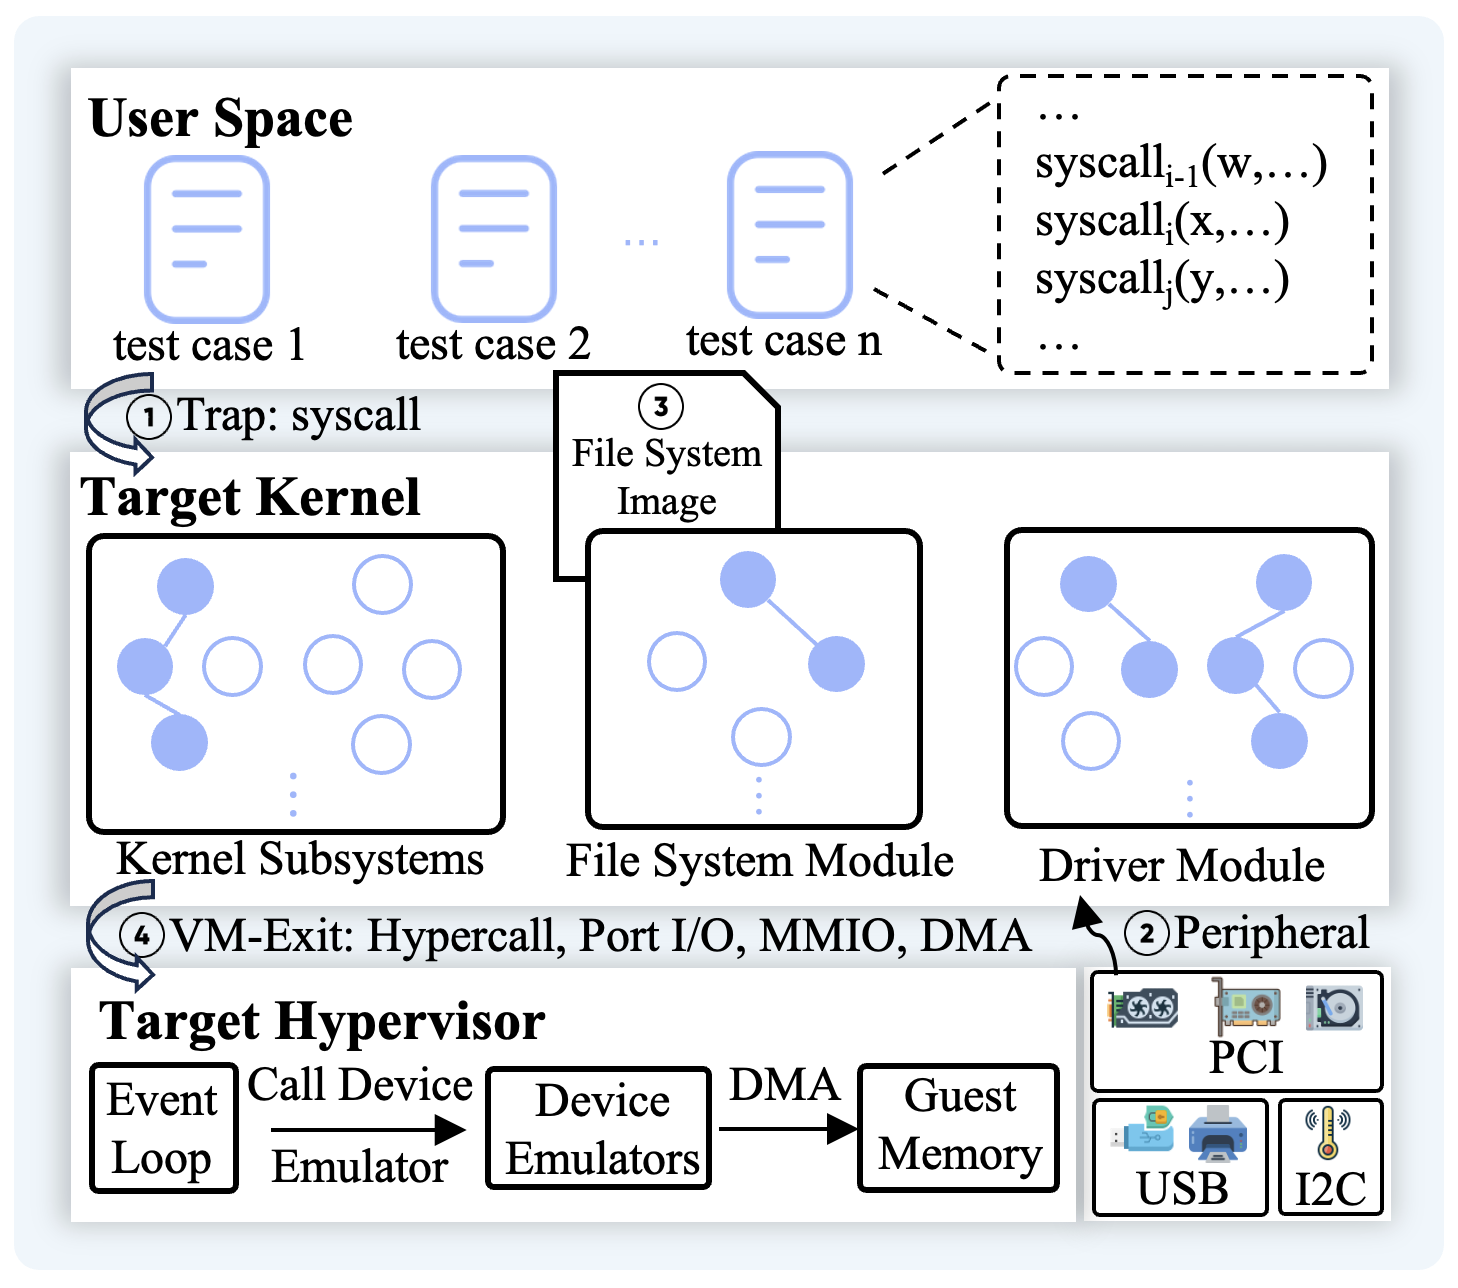 User Space
…
syscall_{i-1}(w,…)
syscall_i(x,…)
syscall_j(y,…)
…
…
test case 1
test case 2
test case n
① Trap: syscall
③
File System
Image
Target Kernel
Kernel Subsystems
File System Module
Driver Module
④ VM-Exit: Hypercall, Port I/O, MMIO, DMA
② Peripheral
Target Hypervisor
Event
Loop
Call Device
Emulator
Device
Emulators
DMA
Guest
Memory
PCI
USB
I2C